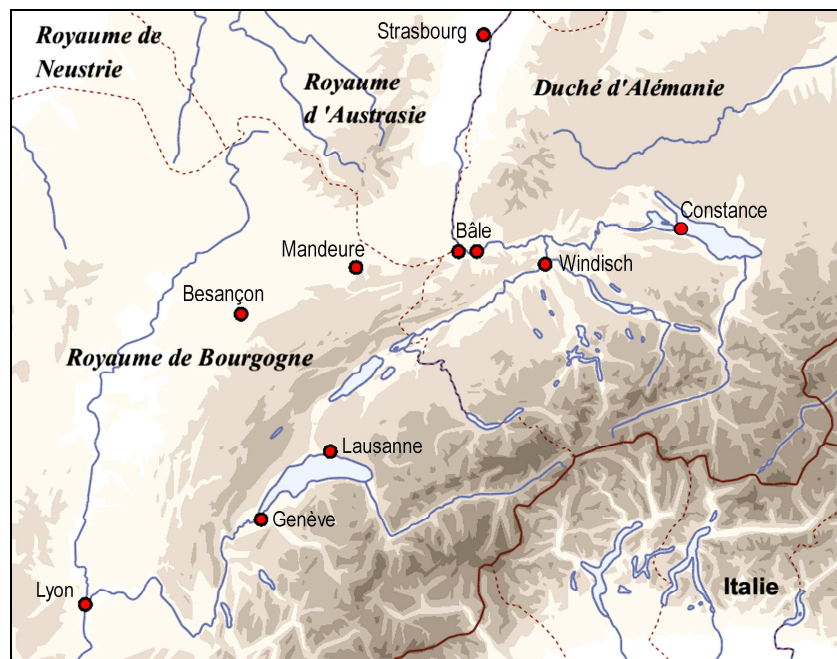 Strasbourg
Royaume de
Neustrie
Royaume
d 'Austrasie
Duché d'Alémanie
Constance
Bâle
Mandeure
Windisch
Besançon
Royaume de Bourgogne
Lausanne
Genève
Lyon
Italie